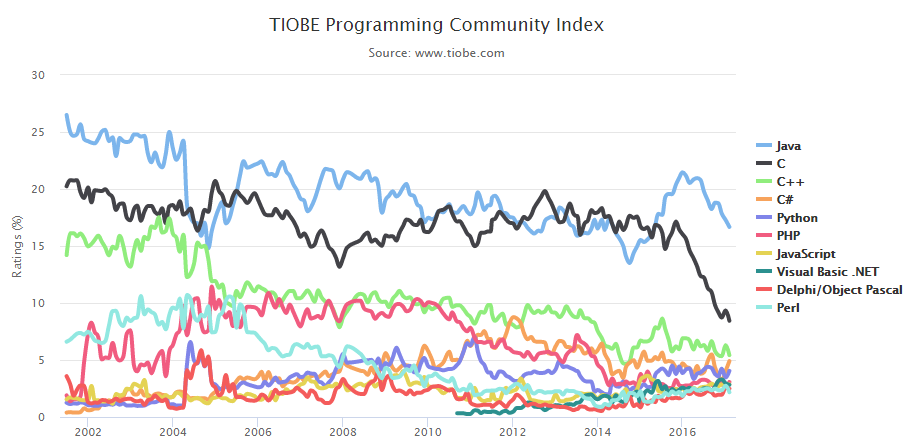 TIOBE Programming Community Index
Source: www.tiobe.com
Ratings (%)
30
25
20
15
10
5
0
2002 2004 2006 2008 2010 2012 2014 2016
Java
C
C++
C#
Python
PHP
JavaScript
Visual Basic .NET
Delphi/Object Pascal
Perl